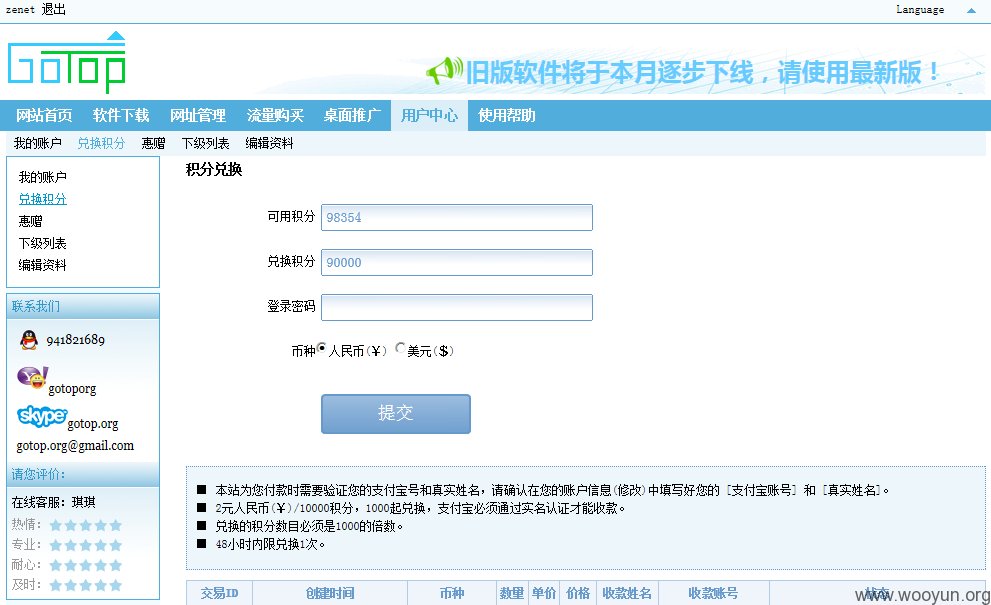 zenet 退出
Language
GOTOP
旧版软件将于本月逐步下线，请使用最新版！
网站首页 软件下载 网址管理 流量购买 桌面推广 用户中心 使用帮助
我的账户 兑换积分 惠赠 下级列表 编辑资料
我的账户
兑换积分
惠赠
下级列表
编辑资料
联系我们
941821689
gotoporg
skype gotop.org
gotop.org@gmail.com
请您评价:
在线客服: 琪琪
热情:
专业:
耐心:
及时:
积分兑换
可用积分 98354
兑换积分 90000
登录密码
币种 人民币(￥) 美元($)
提交
■ 本站为您付款时需要验证您的支付宝号和真实姓名，请确认在您的账户信息(修改)中填写好您的 [支付宝账号] 和 [真实姓名]。
■ 2元人民币(￥)/10000积分，1000起兑换，支付宝必须通过实名认证才能收款。
■ 兑换的积分数目必须是1000的倍数。
■ 48小时内限兑换1次。
交易ID 创建时间 币种 数量 单价 价格 收款姓名 收款账号 状态
www.wooyun.org